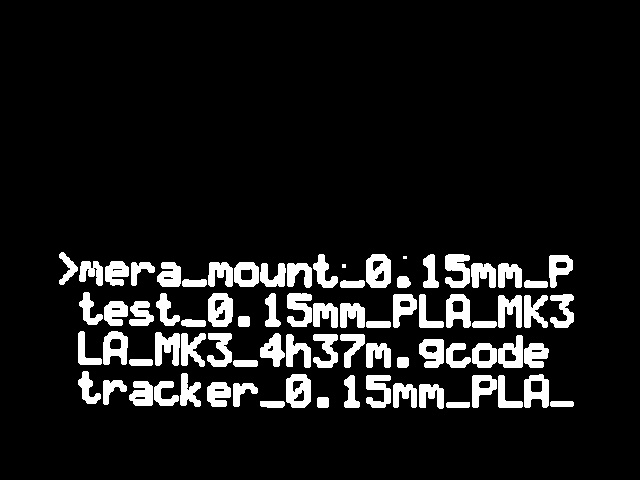 >mera_mount_0.15mm_P
test_0.15mm_PLA_MK3
LA_MK3_4h37m.gcode
tracker_0.15mm_PLA_